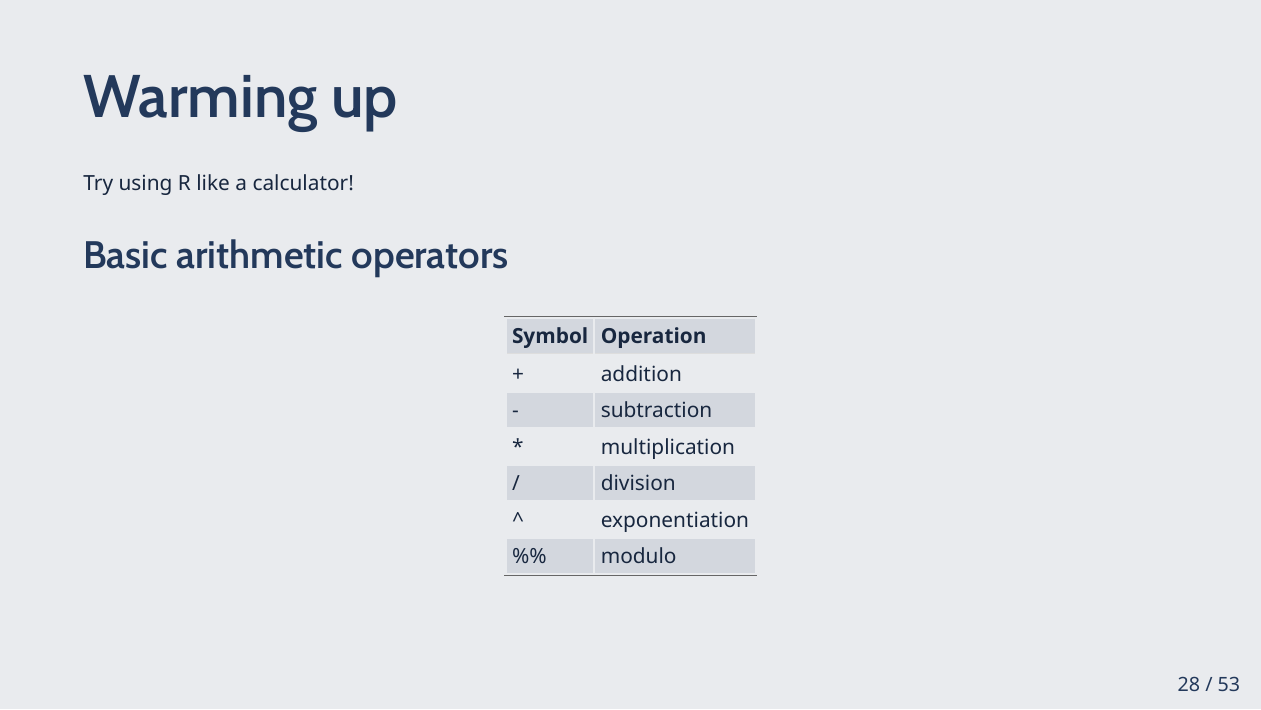 Warming up
Try using R like a calculator!
Basic arithmetic operators
Symbol Operation
+ addition
- subtraction
* multiplication
/ division
^ exponentiation
%% modulo
28 / 53